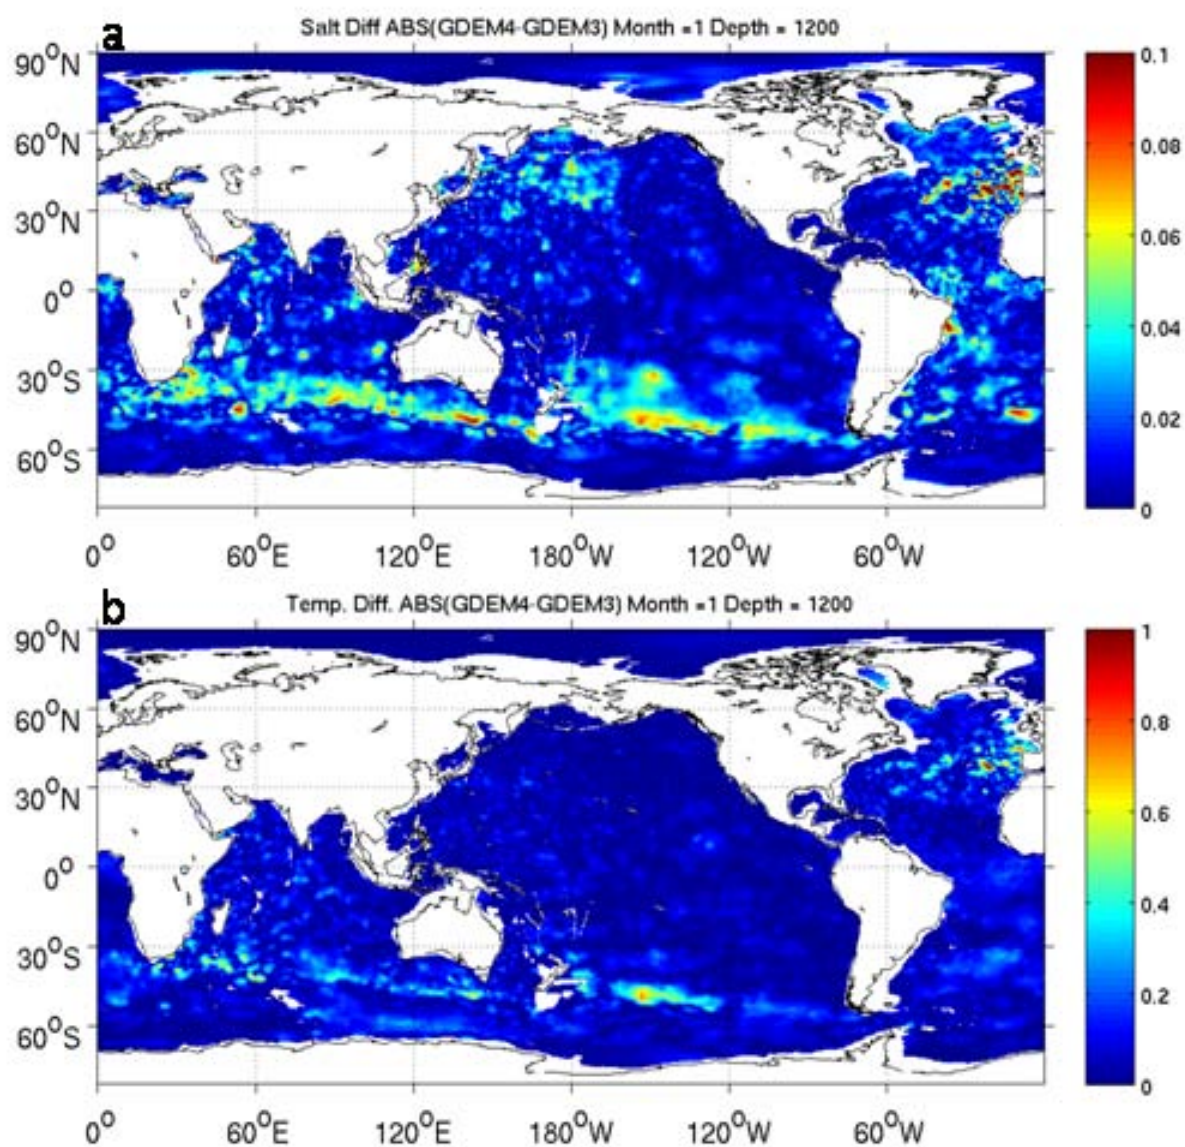 a
Salt Diff ABS(GDEM4-GDEM3) Month =1 Depth = 1200
90°N
60°N
30°N
0°
30°S
60°S
0.1
0.08
0.06
0.04
0.02
0
0° 60°E 120°E 180°W 120°W 60°W
b
Temp. Diff. ABS(GDEM4-GDEM3) Month =1 Depth = 1200
90°N
60°N
30°N
0°
30°S
60°S
1
0.8
0.6
0.4
0.2
0
0° 60°E 120°E 180°W 120°W 60°W